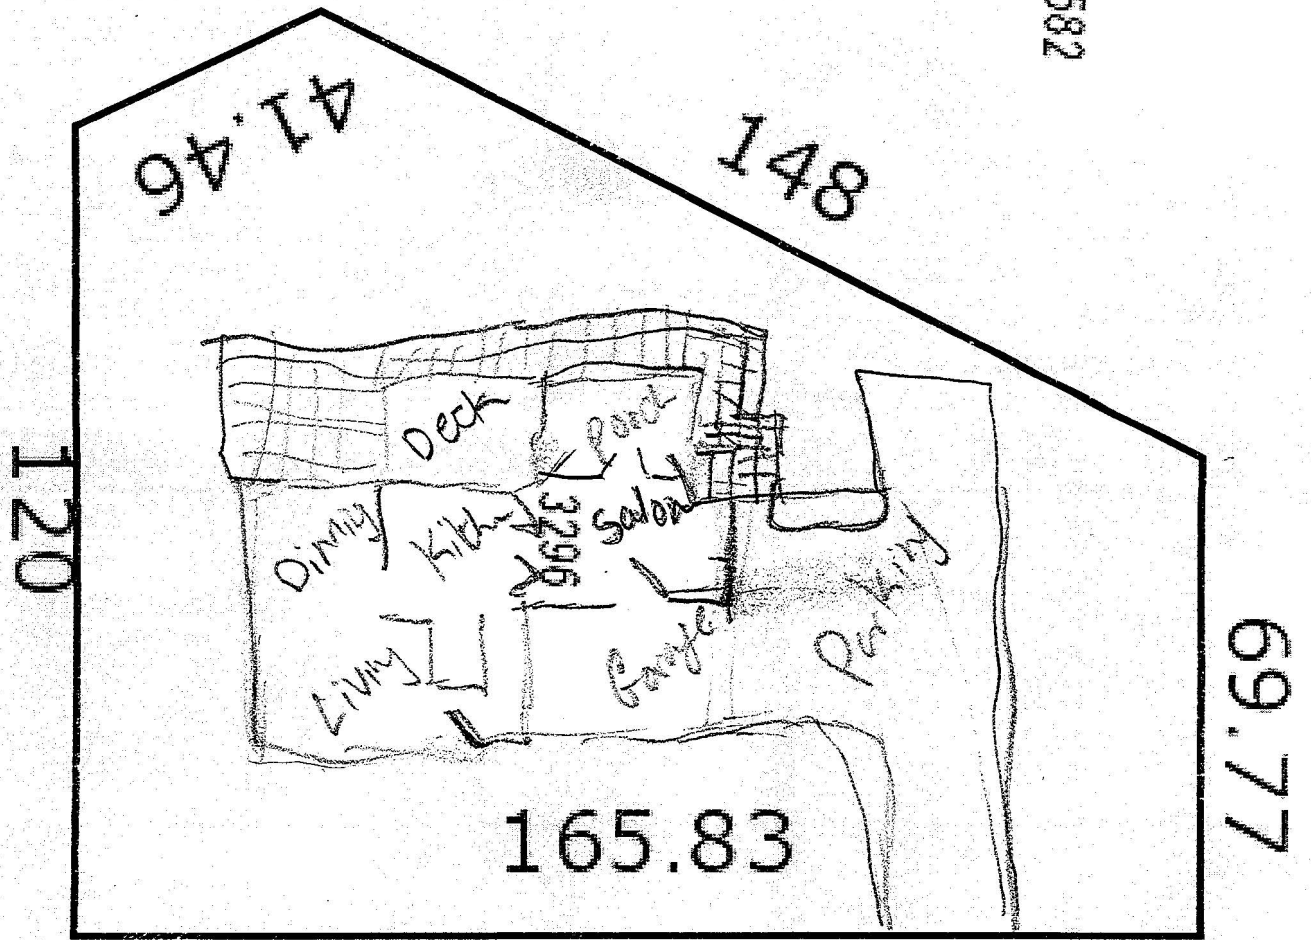 582
41.46
148
Deck
Porch
120
Dining
Kitchen
3296
Salon
Parking
Living
Garage
69.77
165.83